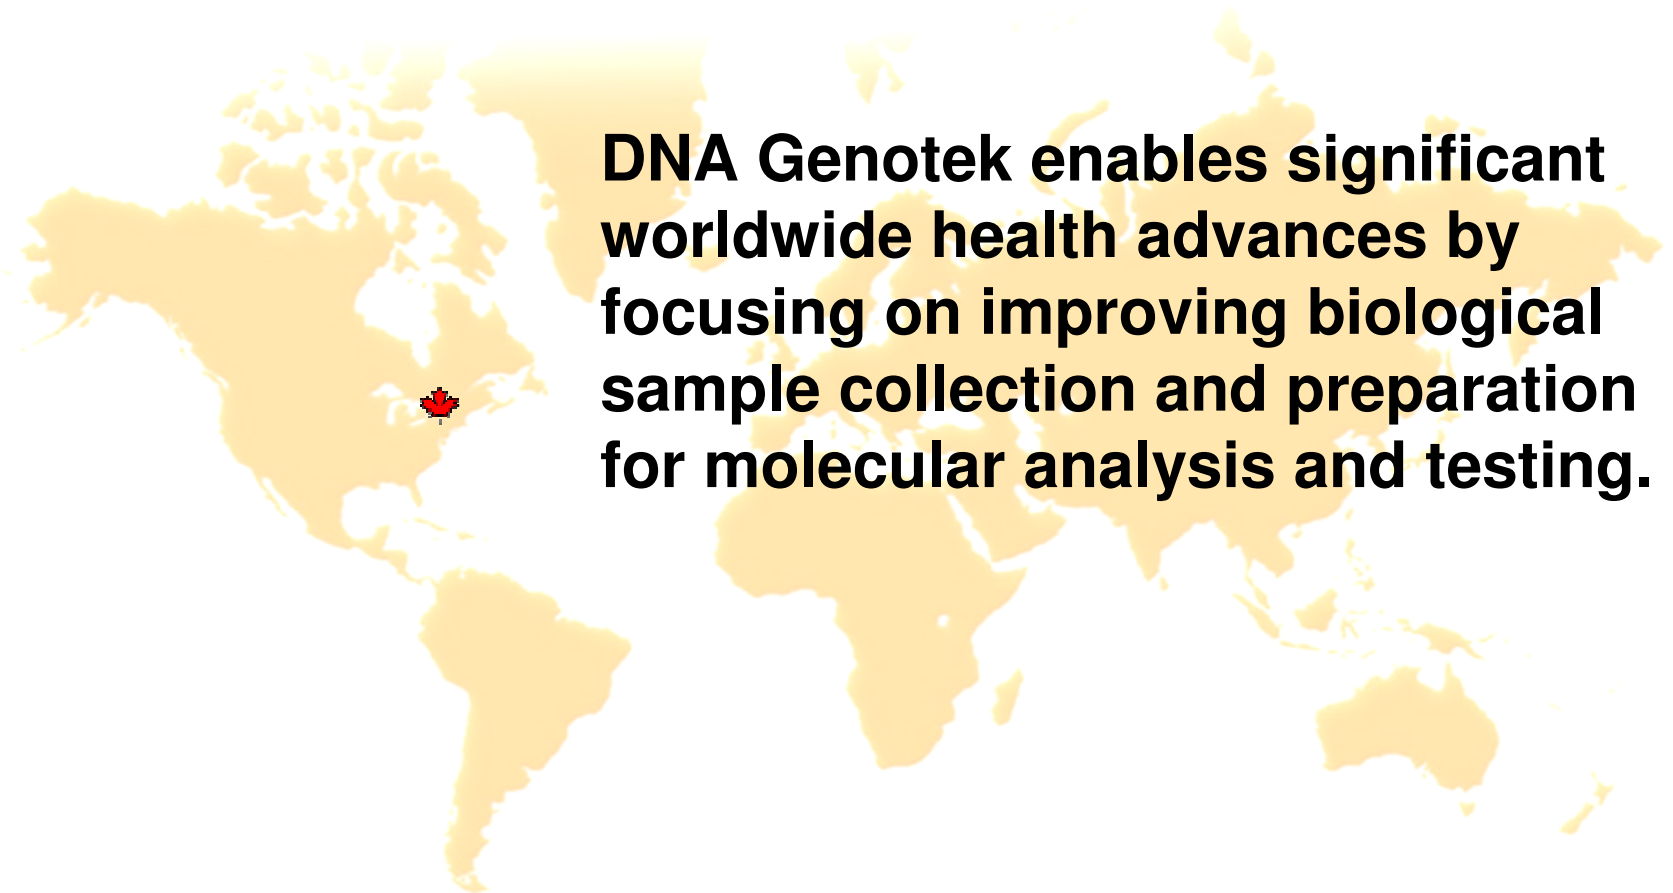 DNA Genotek enables significant
worldwide health advances by
focusing on improving biological
sample collection and preparation
for molecular analysis and testing.